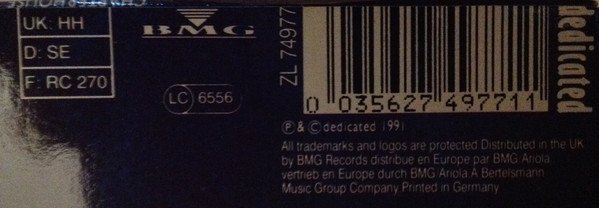 UK: HH
D: SE
F: RC 270
BMG
LC 6556
ZL 74977
0 035627 497711
dedicated
℗ & © dedicated 1991
All trademarks and logos are protected Distributed in the UK
by BMG Records distribue en Europe par BMG Ariola
vertrieb en Europe durch BMG Ariola A Bertelsmann
Music Group Company Printed in Germany